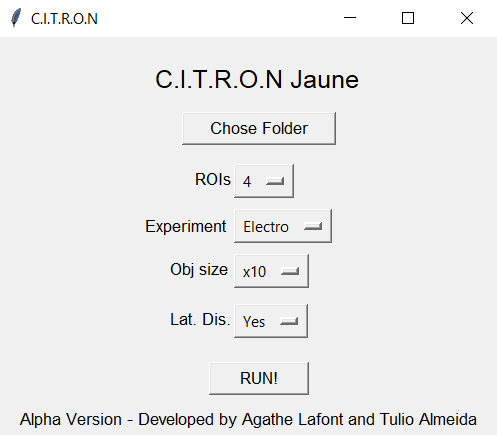 C.I.T.R.O.N
C.I.T.R.O.N Jaune
Chose Folder
ROIs 4
Experiment Electro
Obj size x10
Lat. Dis. Yes
RUN!
Alpha Version - Developed by Agathe Lafont and Tulio Almeida